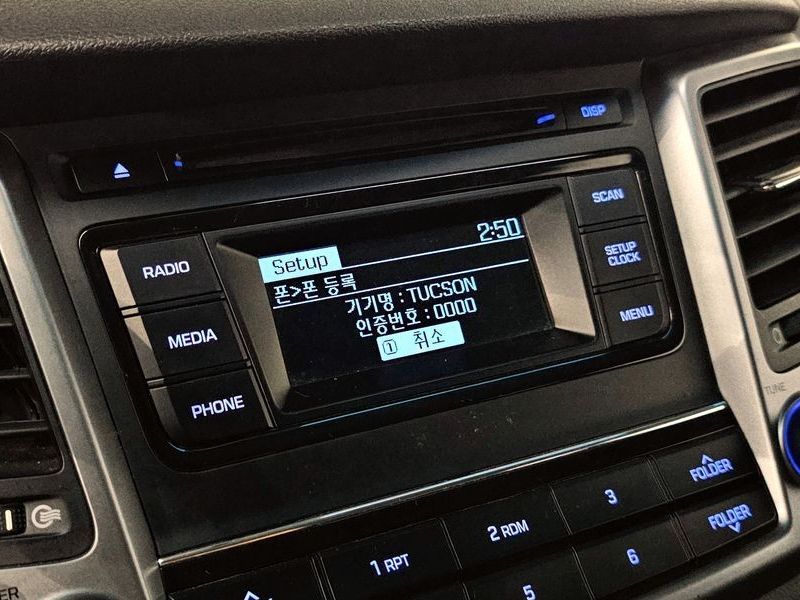 DISP
SCAN
RADIO
2:50
Setup
SETUP
CLOCK
폰>폰 등록
기기명 : TUCSON
인증번호 : 0000
① 취소
MEDIA
MENU
PHONE
TUNE
FOLDER
3
2 RDM
1 RPT
FOLDER
6
5